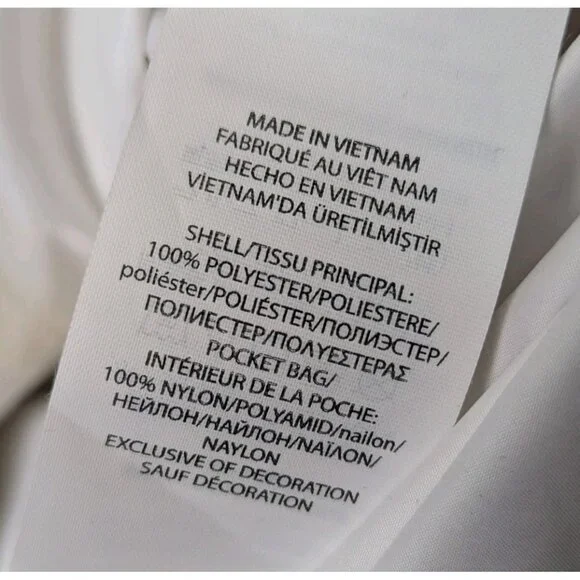 MADE IN VIETNAM
FABRIQUÉ AU VIÊT NAM
HECHO EN VIETNAM
VİETNAM'DA ÜRETİLMİŞTİR
SHELL/TISSU PRINCIPAL:
100% POLYESTER/POLIESTERE/
poliéster/POLIÉSTER/ПОЛИЭСТЕР/
ПОЛИЕСТЕР/ΠΟΛΥΕΣΤΕΡΑΣ
POCKET BAG/
INTÉRIEUR DE LA POCHE:
100% NYLON/POLYAMID/nailon/
НЕЙЛОН/НАЙЛОН/ΝΑΪΛΟΝ/
NAYLON
EXCLUSIVE OF DECORATION
SAUF DÉCORATION